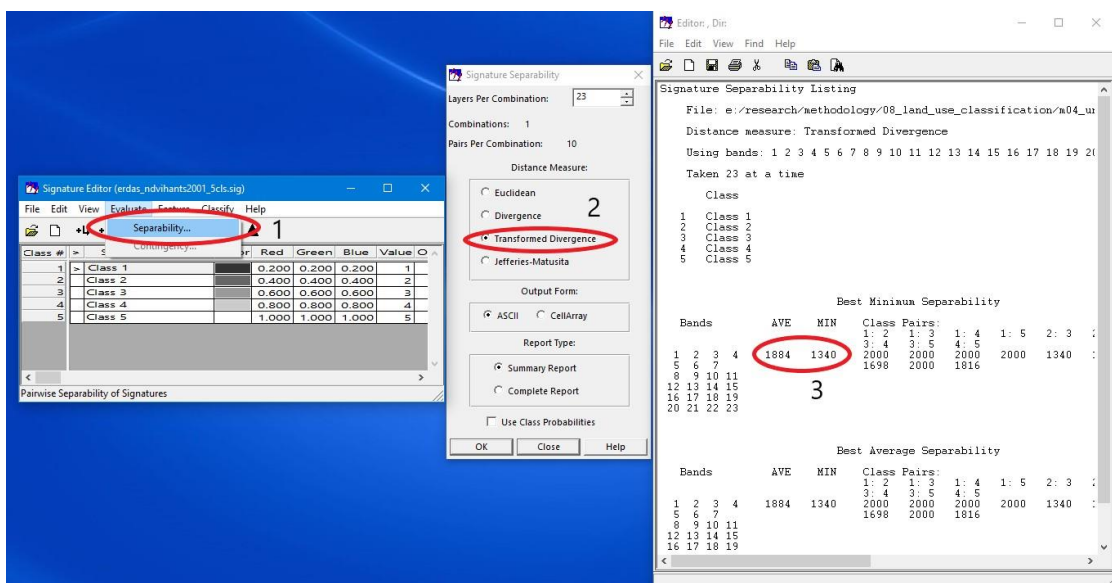 Signature Editor (erdas_ndvihants2001_5cls.sig)
File Edit View Evaluate Feature Classify Help
Separability...
1
Contingency...
Class # > Red Green Blue Value O
1 > Class 1 0.200 0.200 0.200 1
2 Class 2 0.400 0.400 0.400 2
3 Class 3 0.600 0.600 0.600 3
4 Class 4 0.800 0.800 0.800 4
5 Class 5 1.000 1.000 1.000 5
Pairwise Separability of Signatures
Signature Separability
Layers Per Combination: 23
Combinations: 1
Pairs Per Combination: 10
Distance Measure:
Euclidean
Divergence
2
Transformed Divergence
Jefferies-Matusita
Output Form:
ASCII CellArray
Report Type:
Summary Report
Complete Report
Use Class Probabilities
OK Close Help
Editor: , Dir:
File Edit View Find Help
Signature Separability Listing
File: e:/research/methodology/08_land_use_classification/m04_ur
Distance measure: Transformed Divergence
Using bands: 1 2 3 4 5 6 7 8 9 10 11 12 13 14 15 16 17 18 19 20
Taken 23 at a time
Class
1 Class 1
2 Class 2
3 Class 3
4 Class 4
5 Class 5
Best Minimum Separability
Bands AVE MIN Class Pairs:
1: 2 1: 3 1: 4 1: 5 2: 3
3: 4 3: 5 4: 5
1 2 3 4 1884 1340 2000 2000 2000 2000 1340
5 6 7 1698 2000 1816
8 9 10 11
12 13 14 15
3
16 17 18 19
20 21 22 23
Best Average Separability
Bands AVE MIN Class Pairs:
1: 2 1: 3 1: 4 1: 5 2: 3
3: 4 3: 5 4: 5
1 2 3 4 1884 1340 2000 2000 2000 2000 1340
5 6 7 1698 2000 1816
8 9 10 11
12 13 14 15
16 17 18 19